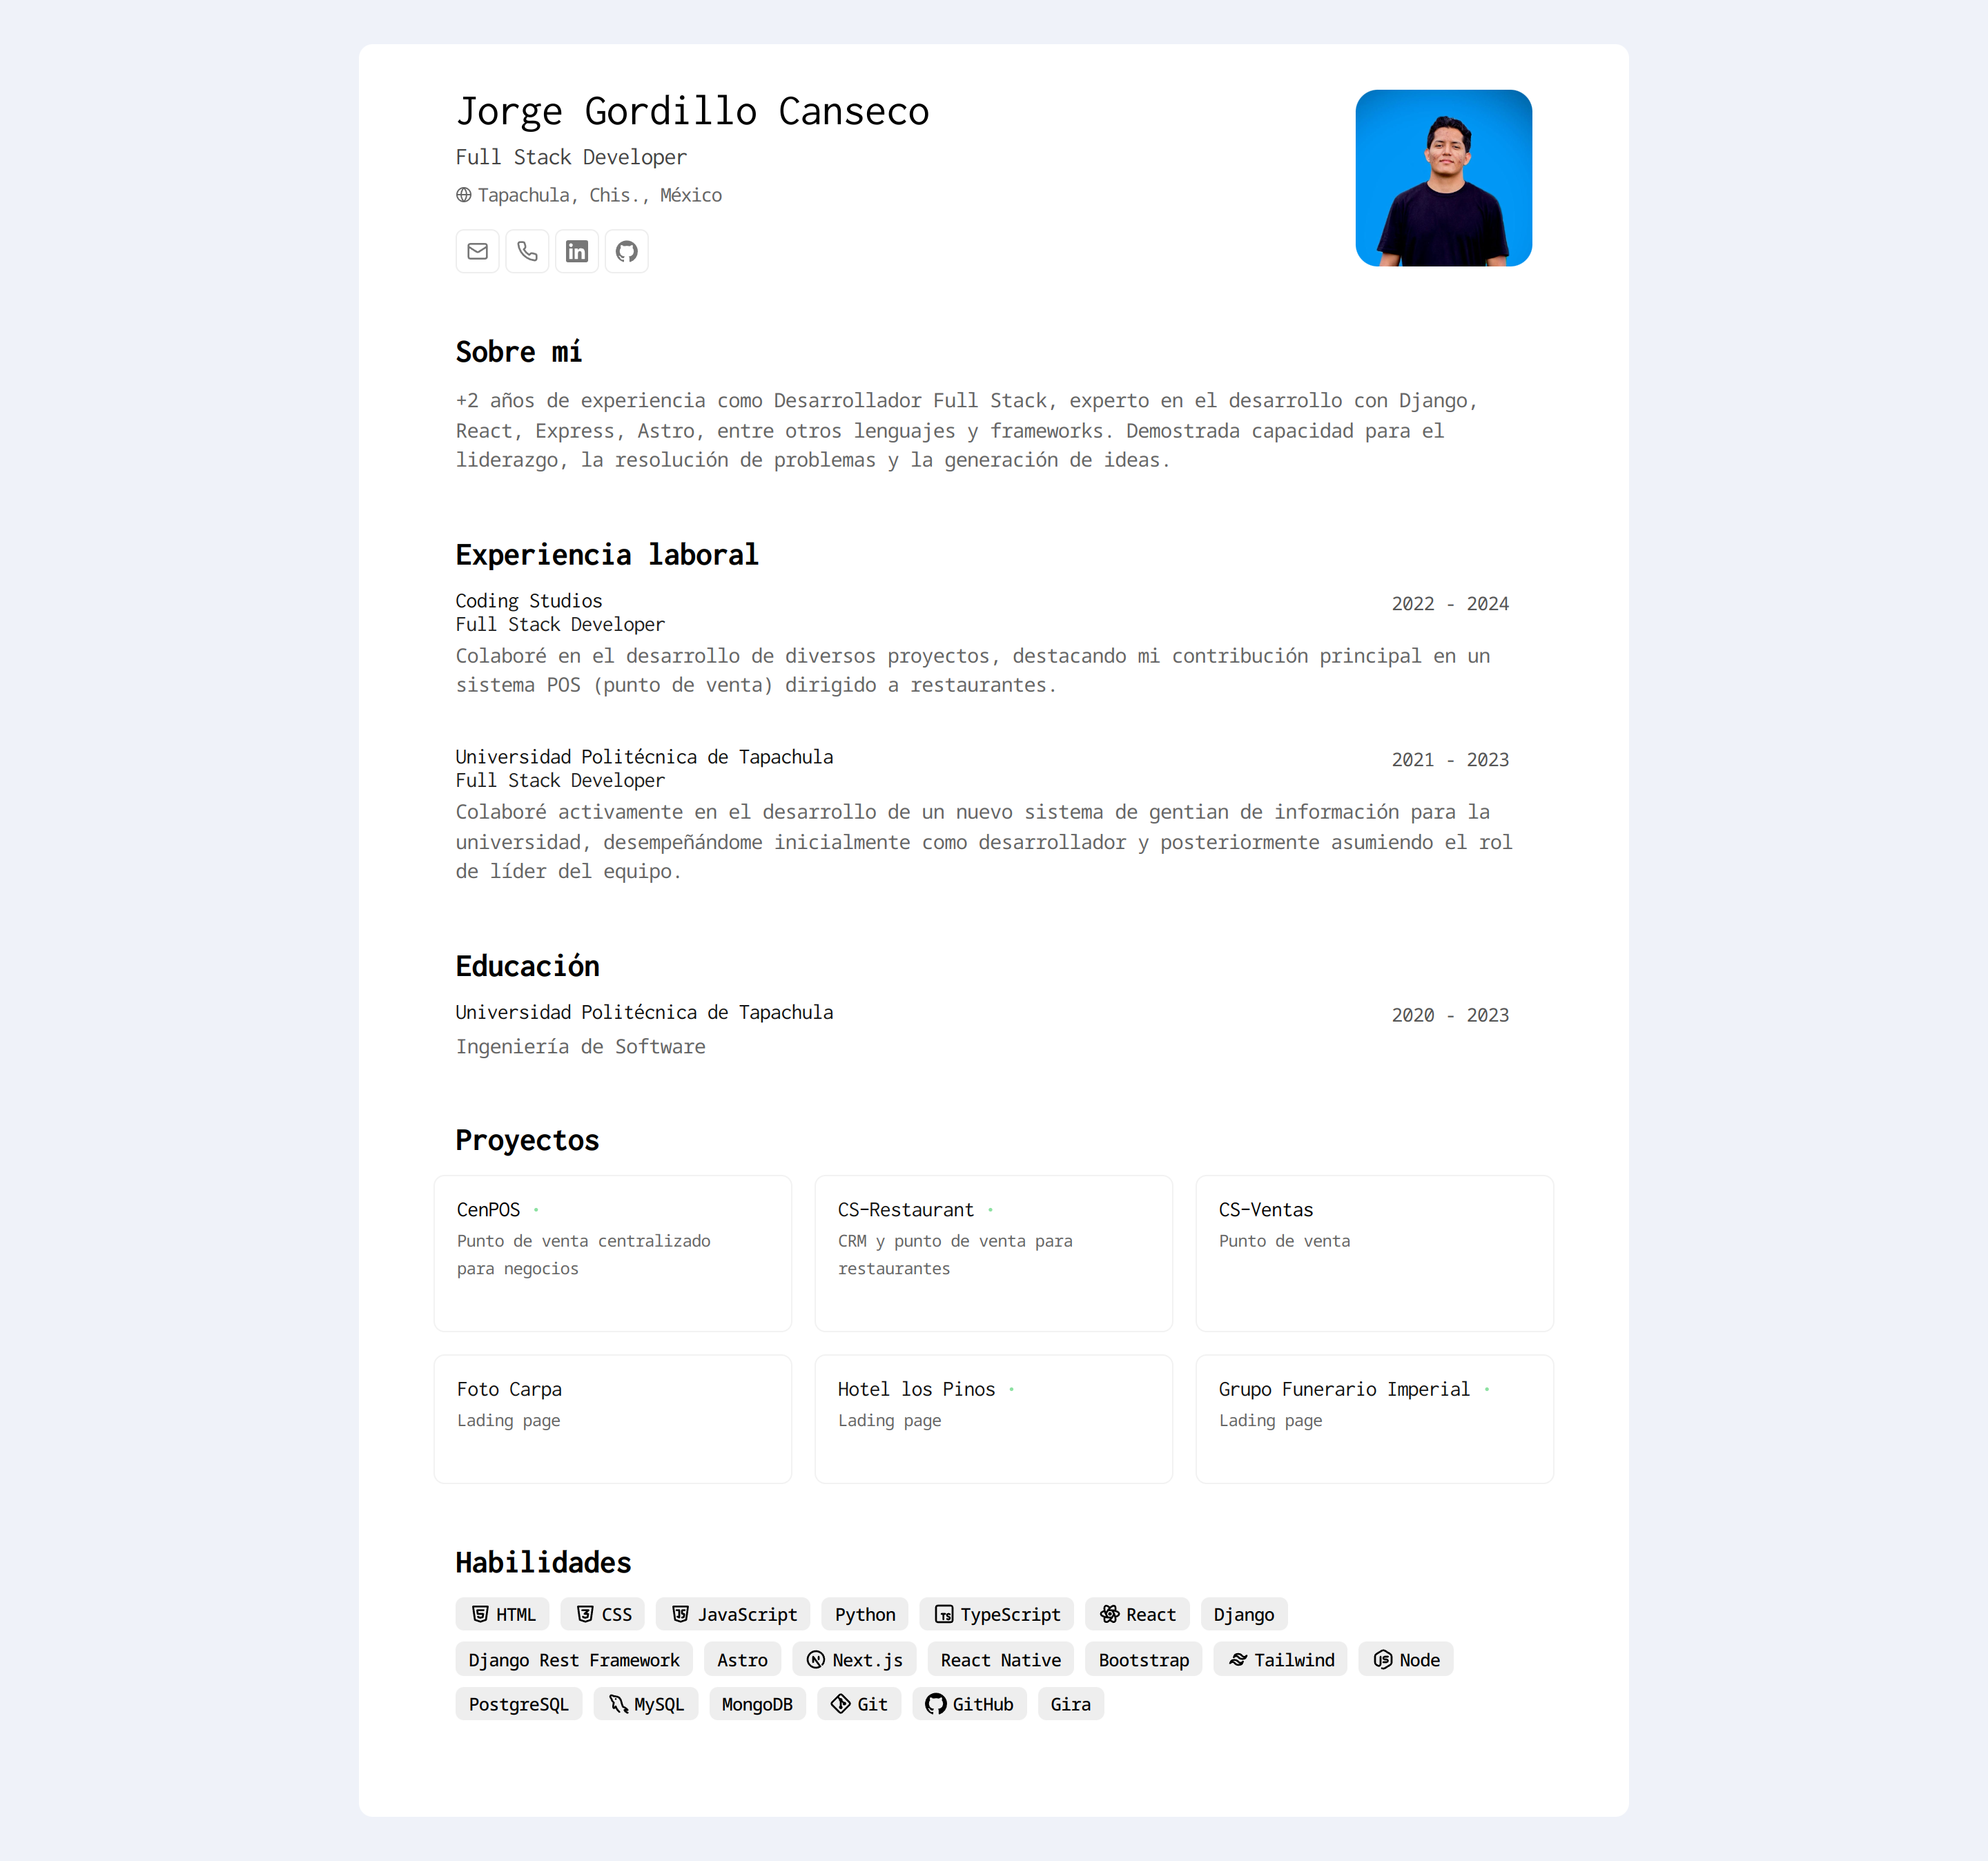 Jorge Gordillo Canseco
Full Stack Developer
Tapachula, Chis., México
Sobre mí
+2 años de experiencia como Desarrollador Full Stack, experto en el desarrollo con Django,
React, Express, Astro, entre otros lenguajes y frameworks. Demostrada capacidad para el
liderazgo, la resolución de problemas y la generación de ideas.
Experiencia laboral
Coding Studios
2022 - 2024
Full Stack Developer
Colaboré en el desarrollo de diversos proyectos, destacando mi contribución principal en un
sistema POS (punto de venta) dirigido a restaurantes.
Universidad Politécnica de Tapachula
2021 - 2023
Full Stack Developer
Colaboré activamente en el desarrollo de un nuevo sistema de gentian de información para la
universidad, desempeñándome inicialmente como desarrollador y posteriormente asumiendo el rol
de líder del equipo.
Educación
Universidad Politécnica de Tapachula
2020 - 2023
Ingeniería de Software
Proyectos
CenPOS
Punto de venta centralizado
para negocios
CS-Restaurant
CRM y punto de venta para
restaurantes
CS-Ventas
Punto de venta
Foto Carpa
Lading page
Hotel los Pinos
Lading page
Grupo Funerario Imperial
Lading page
Habilidades
HTML CSS JavaScript Python TypeScript React Django
Django Rest Framework Astro Next.js React Native Bootstrap Tailwind Node
PostgreSQL MySQL MongoDB Git GitHub Gira